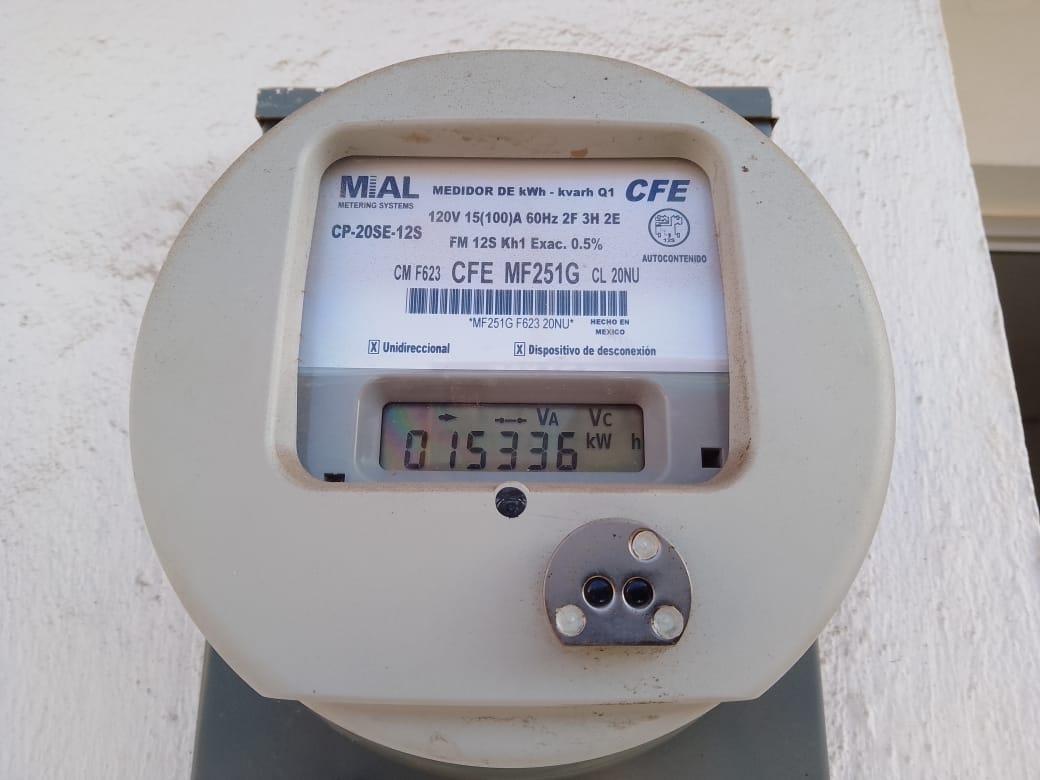 MIAL
METERING SYSTEMS
MEDIDOR DE kWh - kvarh Q1
CFE
120V 15(100)A 60Hz 2F 3H 2E
CP-20SE-12S
FM 12S Kh1 Exac. 0.5%
12S
AUTOCONTENIDO
CM F623 CFE MF251G CL 20NU
*MF251G F623 20NU*
HECHO EN
MEXICO
X Unidireccional
X Dispositivo de desconexión
VA VC
015336 kW h